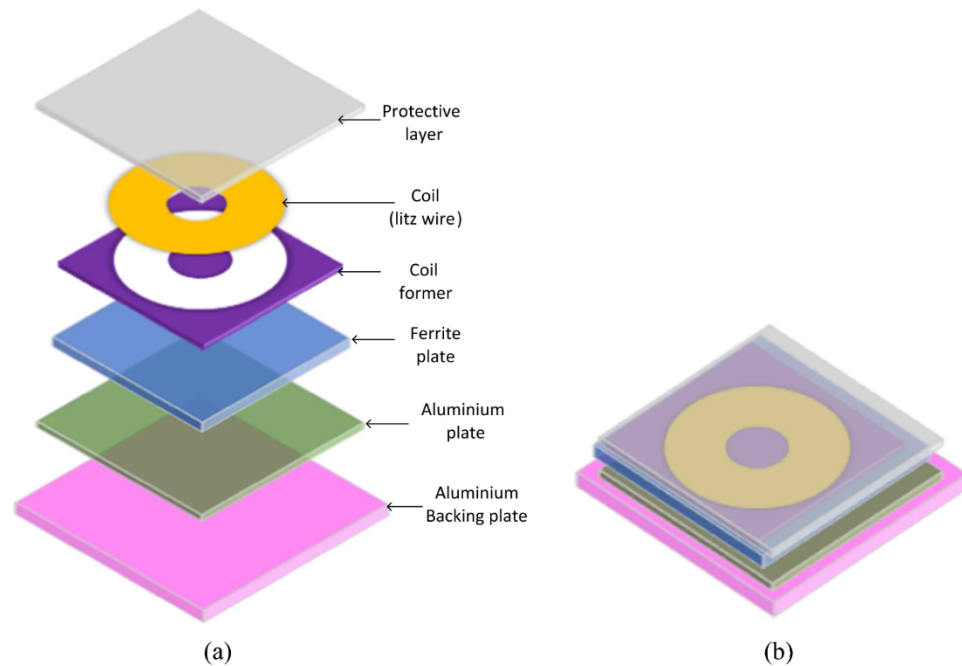 Protective
layer
Coil
(litz wire)
Coil
former
Ferrite
plate
Aluminium
plate
Aluminium
Backing plate
(a)
(b)